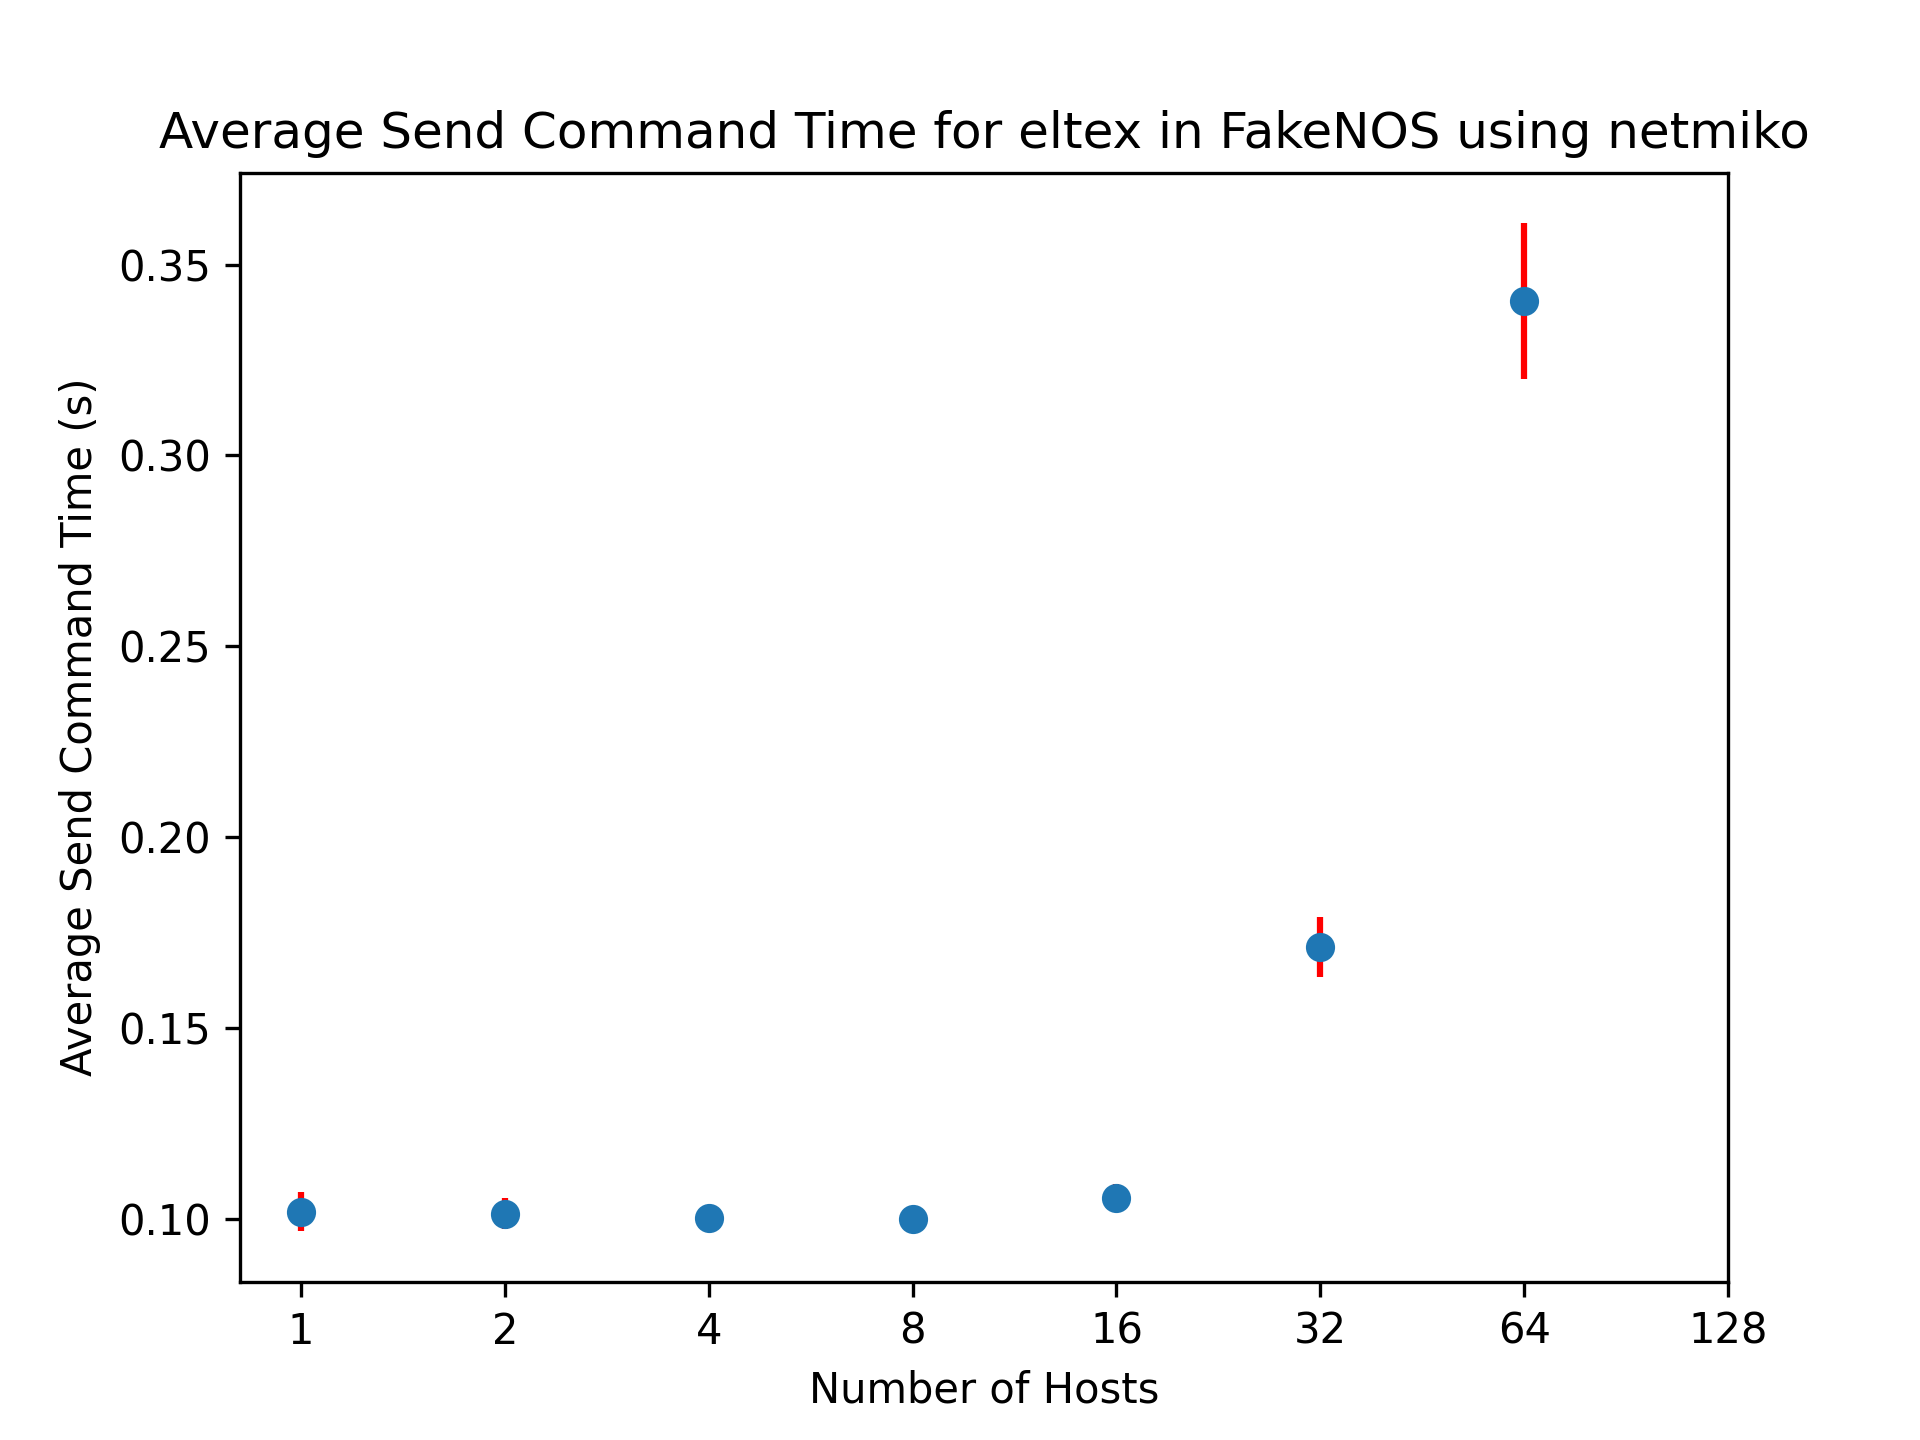 Average Send Command Time for eltex in FakeNOS using netmiko
Average Send Command Time (s)
0.35
0.30
0.25
0.20
0.15
0.10
1 2 4 8 16 32 64 128
Number of Hosts